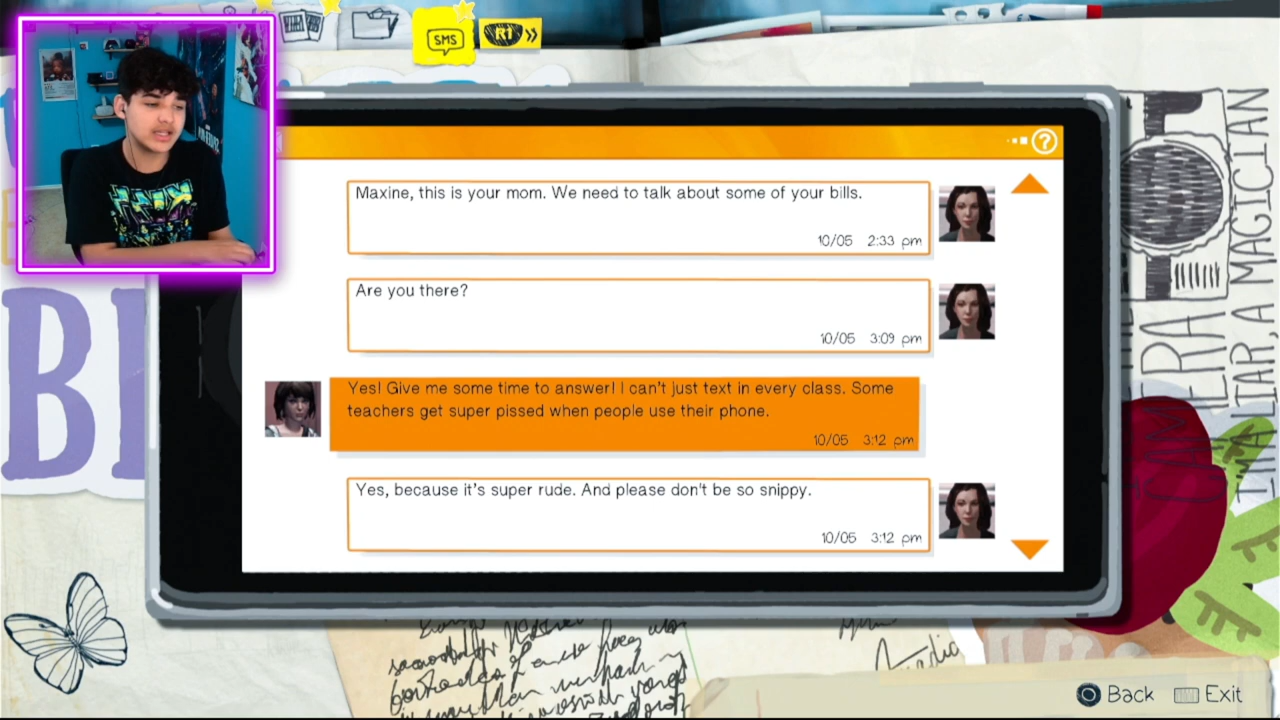 SMS
R1
Maxine, this is your mom. We need to talk about some of your bills.
10/05 2:33 pm
Are you there?
10/05 3:09 pm
Yes! Give me some time to answer! I can't just text in every class. Some
teachers get super pissed when people use their phone.
10/05 3:12 pm
Yes, because it's super rude. And please don't be so snippy.
10/05 3:12 pm
Back
Exit